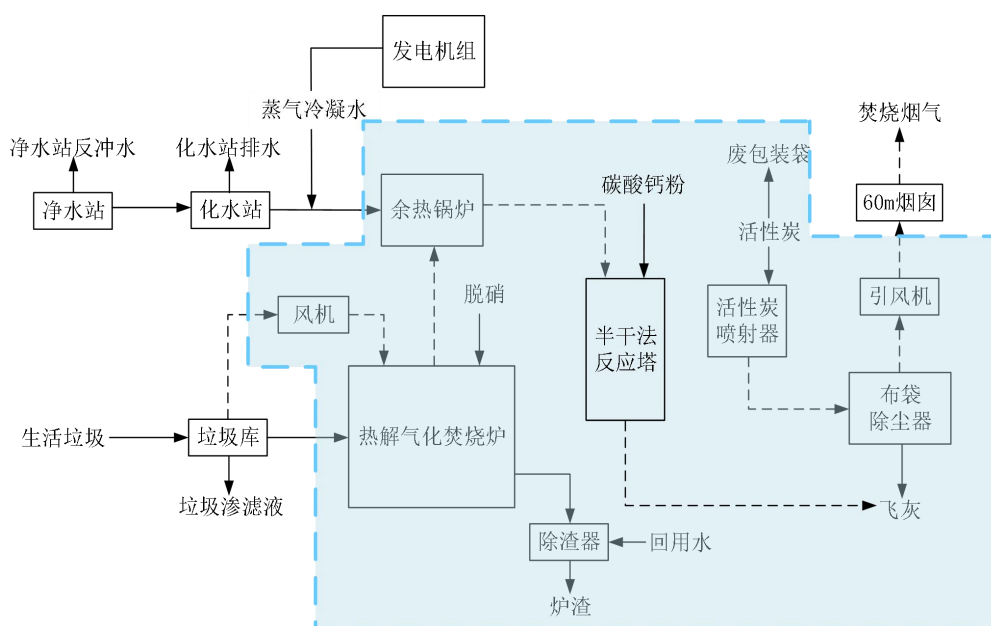 发电机组
蒸气冷凝水
焚烧烟气
净水站反冲水
化水站排水
废包装袋
碳酸钙粉
净水站
化水站
余热锅炉
60m烟囱
活性炭
脱硝
风机
活性炭
喷射器
引风机
半干法
反应塔
布袋
除尘器
生活垃圾
垃圾库
热解气化焚烧炉
垃圾渗滤液
飞灰
除渣器
回用水
炉渣